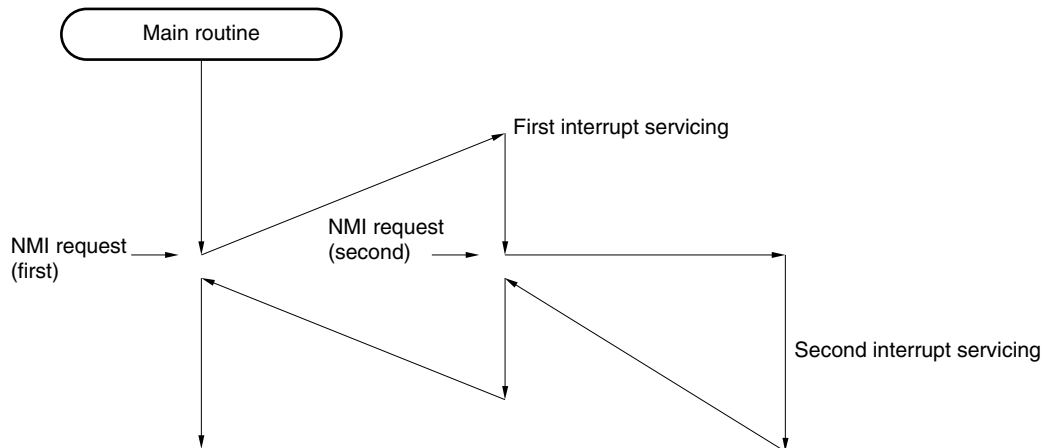 Main routine
First interrupt servicing
NMI request
(first)
NMI request
(second)
Second interrupt servicing